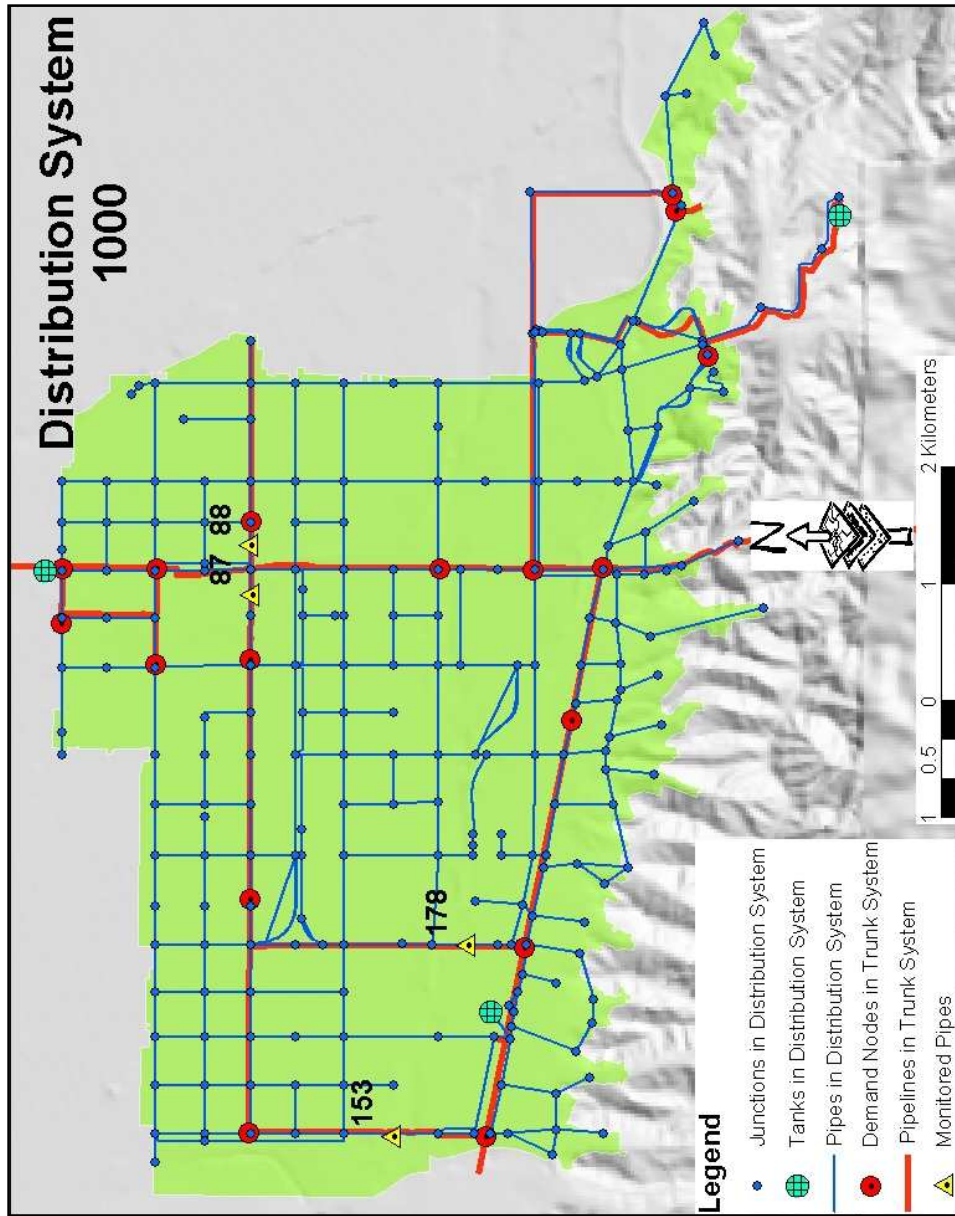 Distribution System
1000
87
88
178
153
N
Legend
Junctions in Distribution System
Tanks in Distribution System
Pipes in Distribution System
Demand Nodes in Trunk System
Pipelines in Trunk System
Monitored Pipes
1 0.5 0 1 2 Kilometers